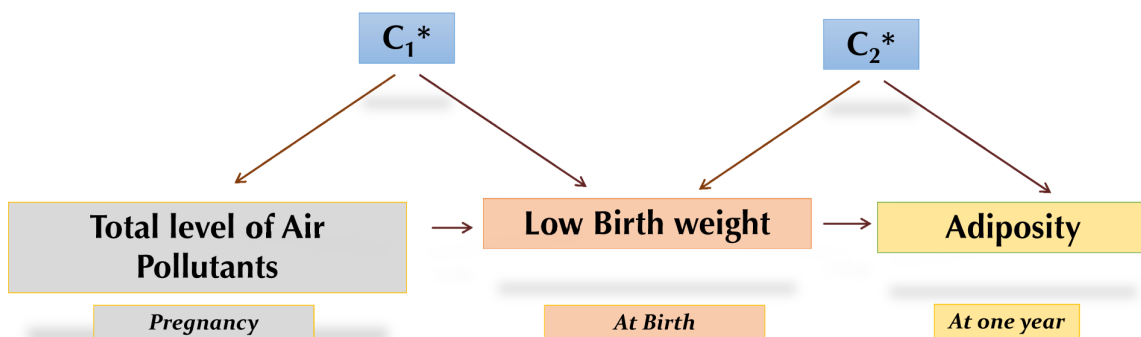 C₁*
C₂*
Total level of Air
Pollutants
Low Birth weight
Adiposity
Pregnancy
At Birth
At one year